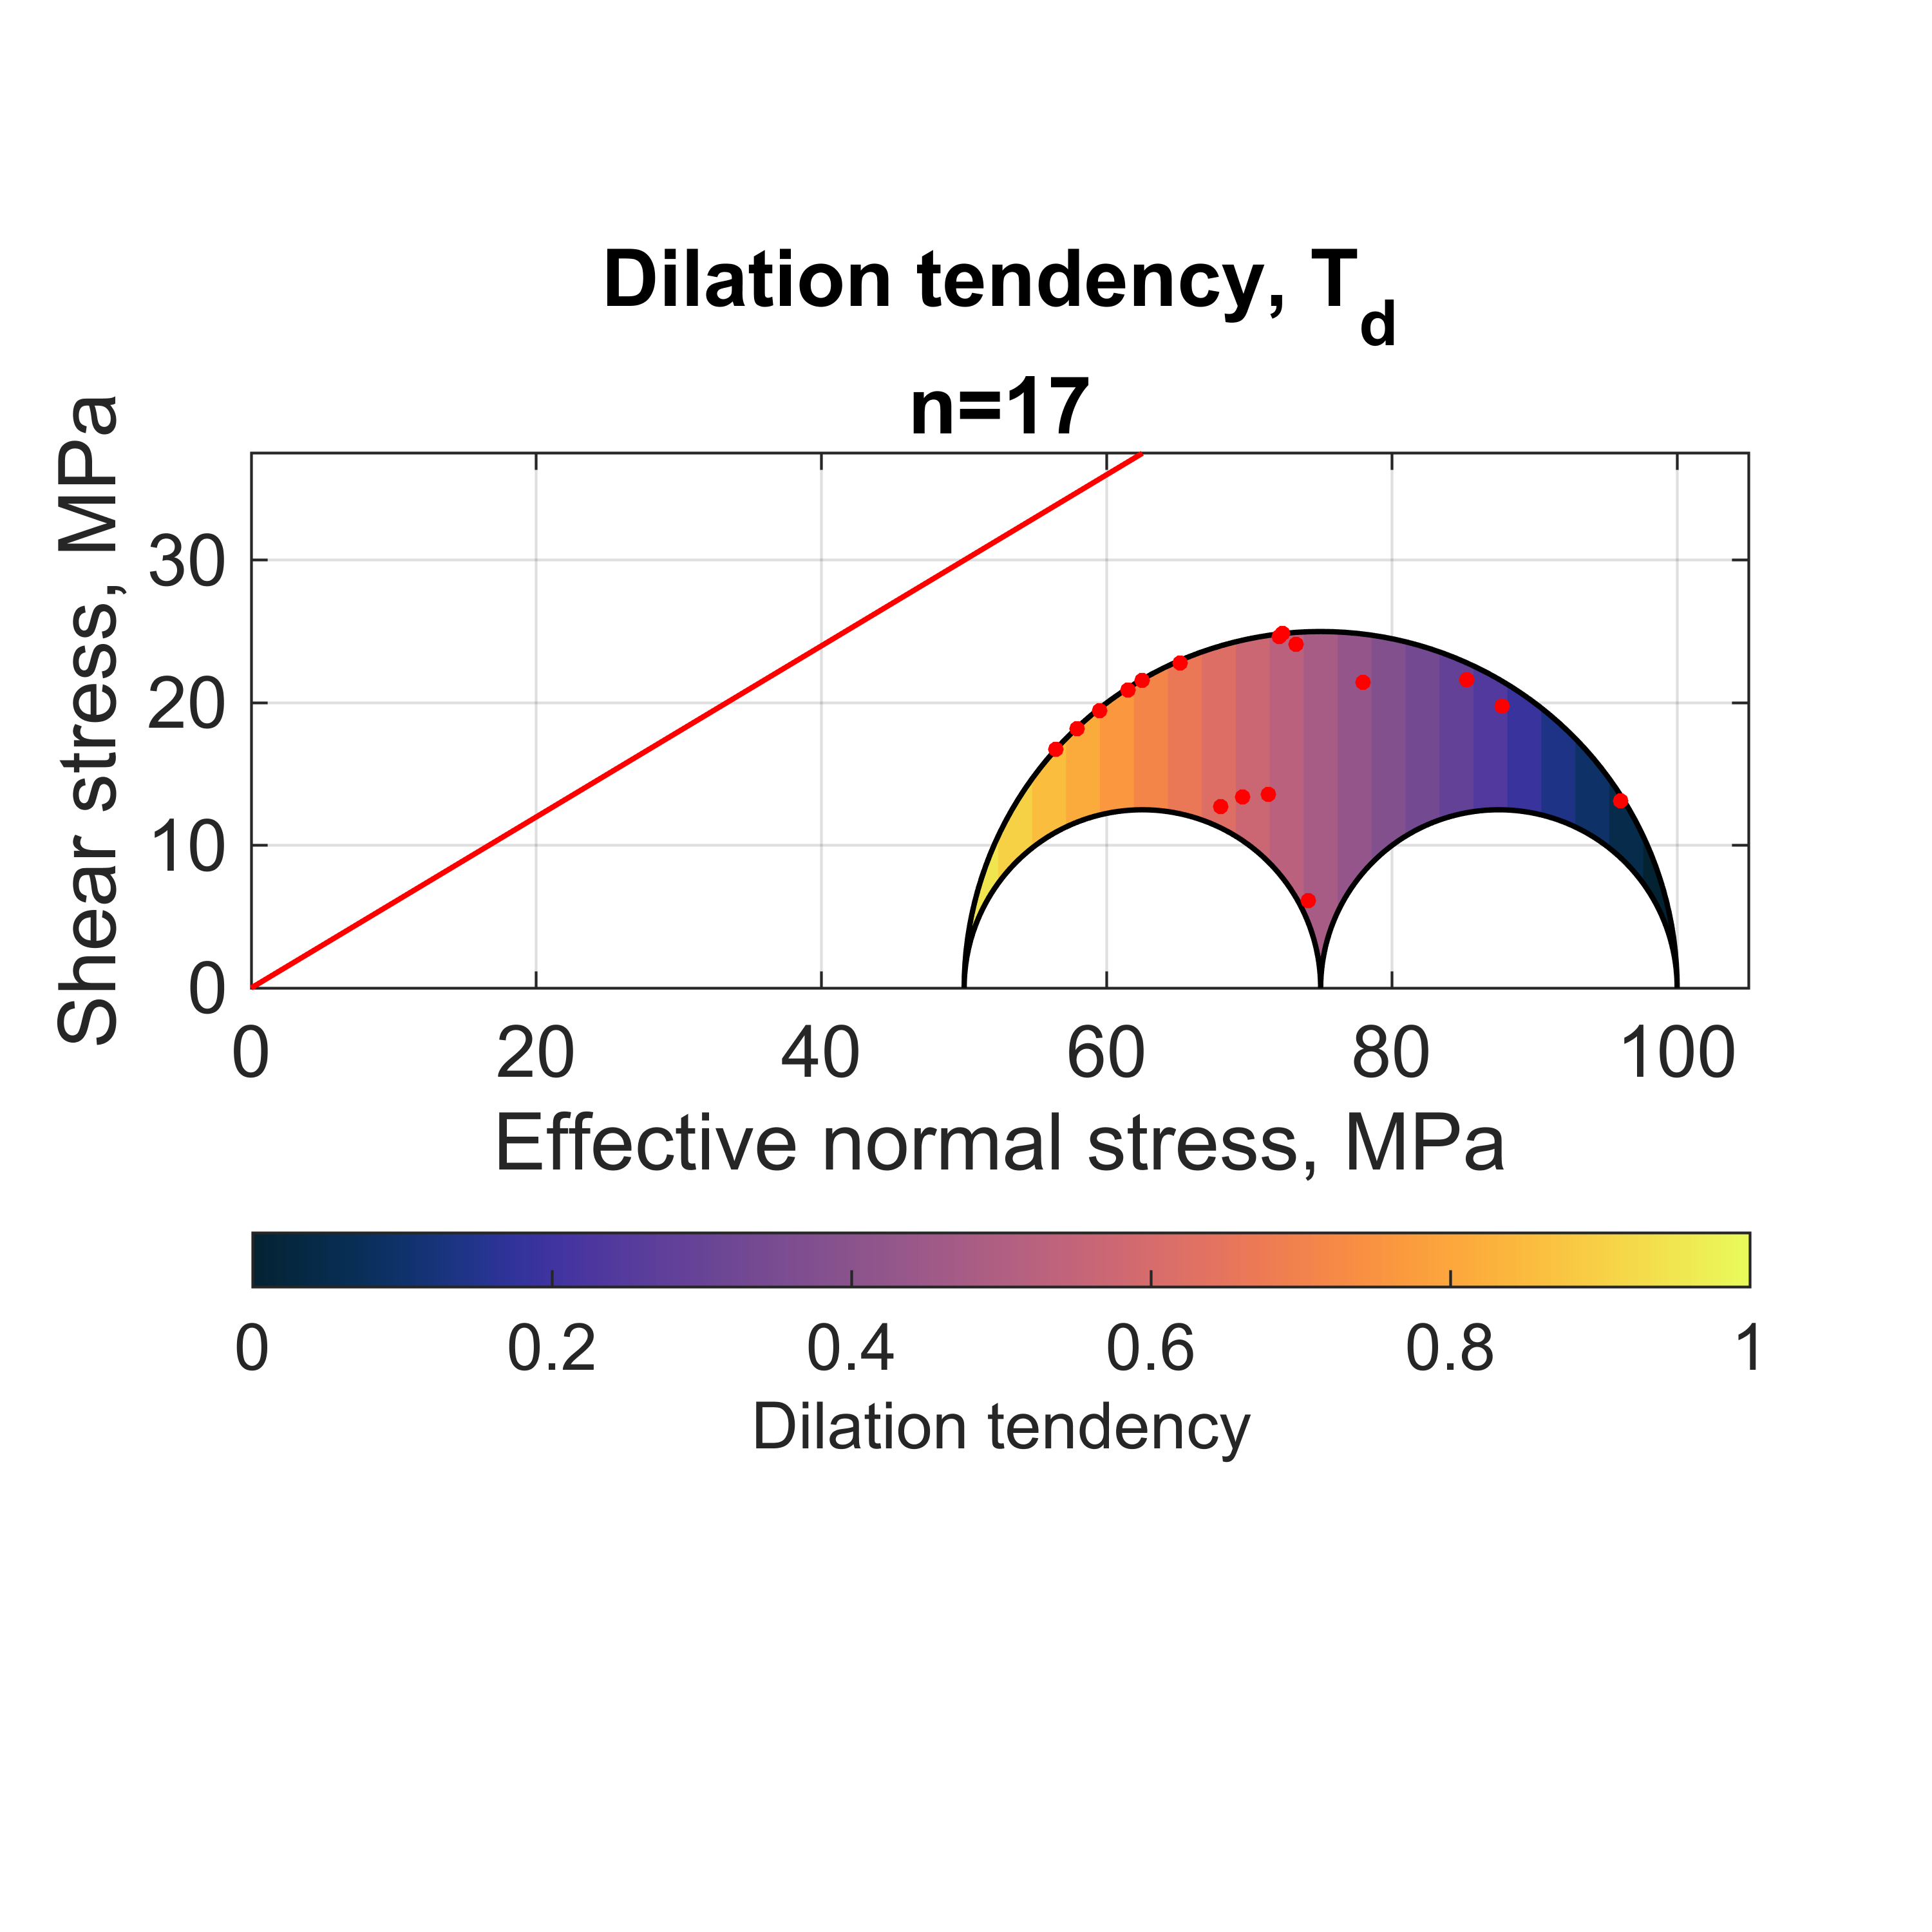 Dilation tendency, Td
n=17
Shear stress, MPa
30
20
10
0
0 20 40 60 80 100
Effective normal stress, MPa
0 0.2 0.4 0.6 0.8 1
Dilation tendency